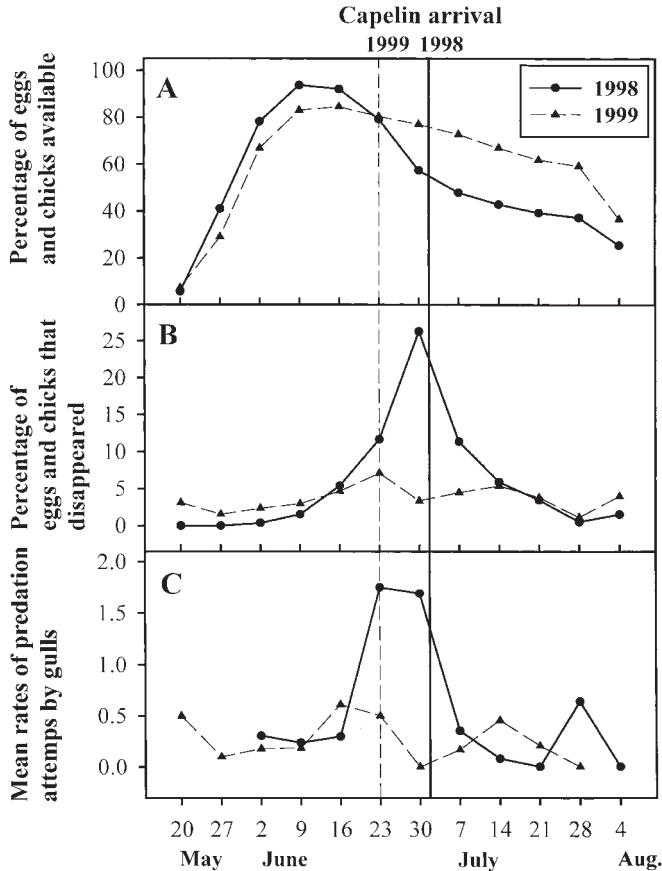 Capelin arrival
1999 1998
A
1998
1999
Percentage of eggs
and chicks available
100
80
60
40
20
0
B
Percentage of
eggs and chicks that
disappeared
25
20
15
10
5
0
C
Mean rates of predation
attemps by gulls
2.0
1.5
1.0
0.5
0.0
20 27 2 9 16 23 30 7 14 21 28 4
May June July Aug.